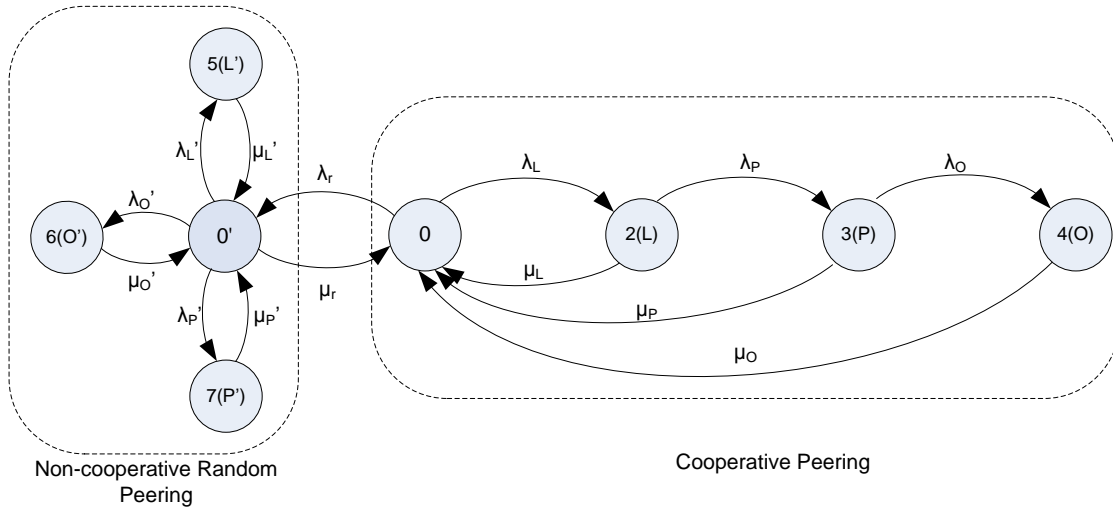 5(L’)
λL’
μL’
λr
λL
λP
λO
λO’
6(O’)
0'
0
2(L)
3(P)
4(O)
μO’
μr
μL
λP’
μP’
μP
μO
7(P’)
Non-cooperative Random
Peering
Cooperative Peering